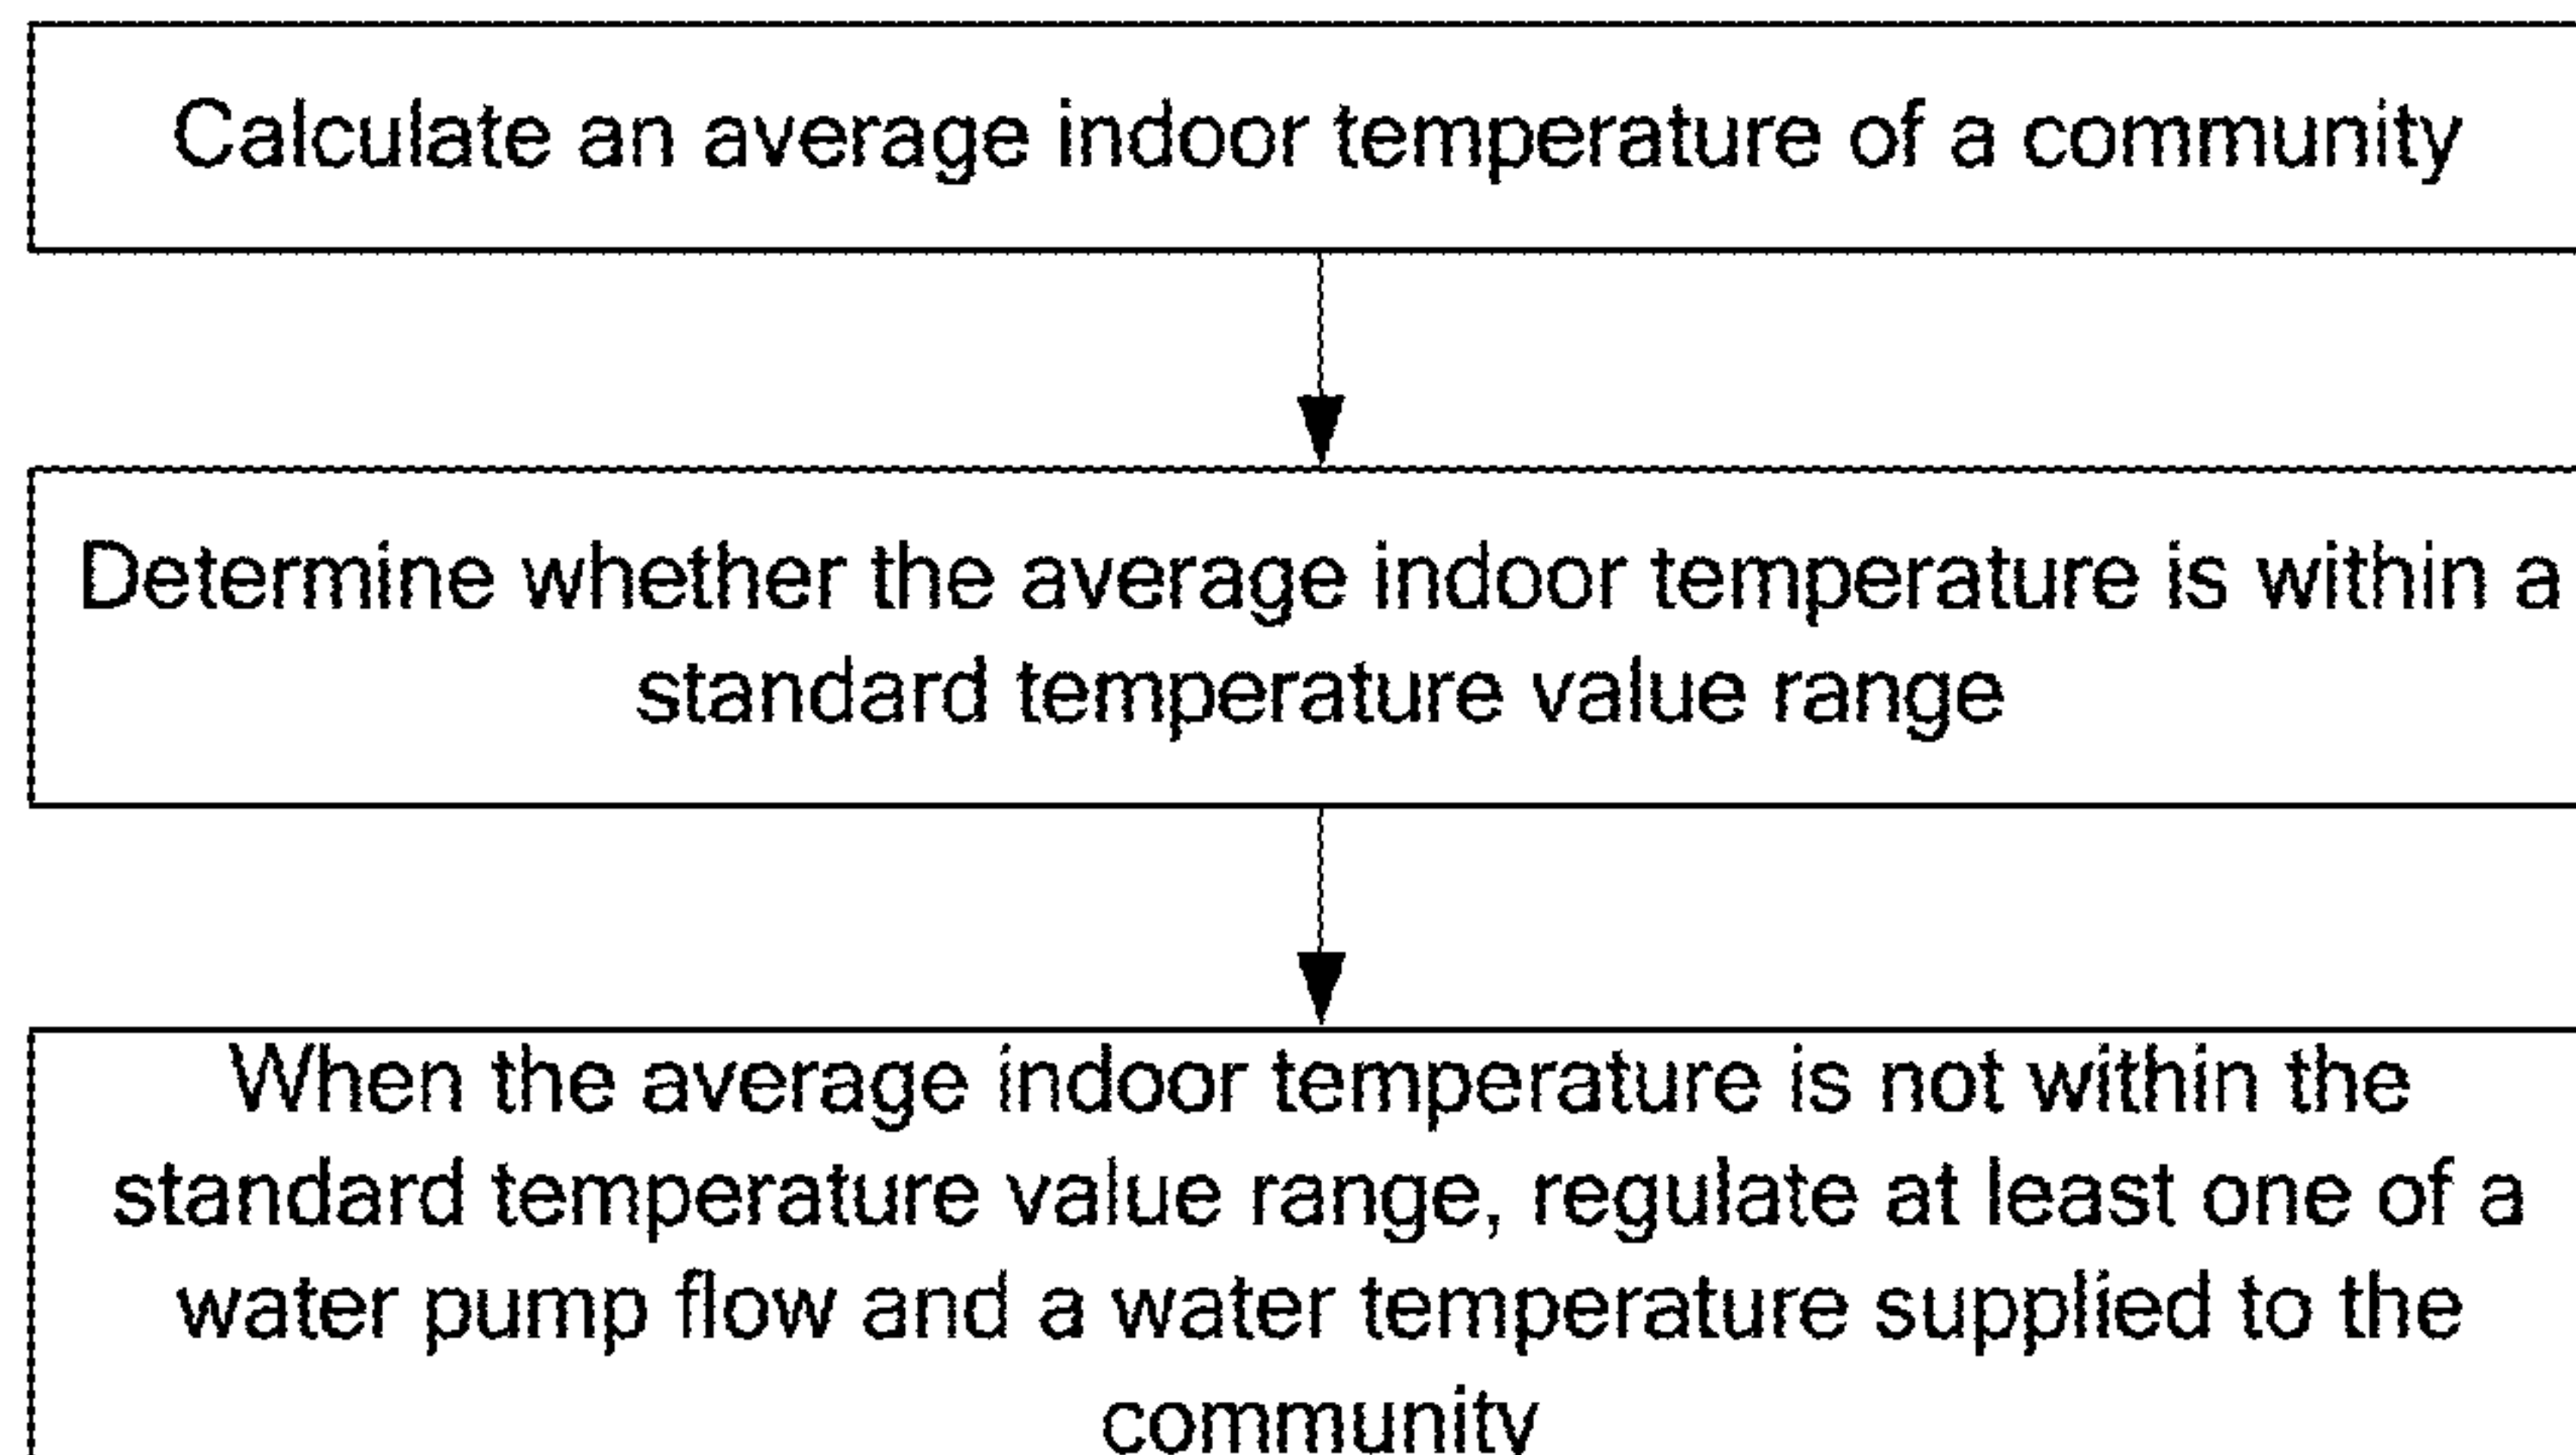 Calculate an average indoor temperature of a community
Determine whether the average indoor temperature is within a
standard temperature value range
When the average indoor temperature is not within the
standard temperature value range, regulate at least one of a
water pump flow and a water temperature supplied to the
community